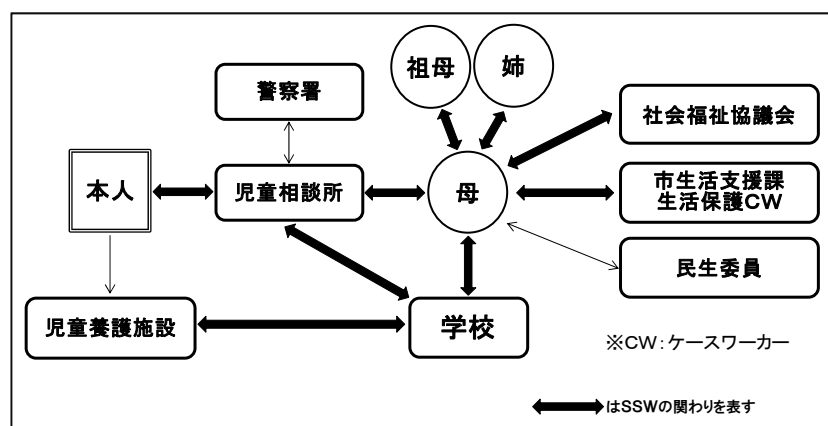 祖母
姉
警察署
社会福祉協議会
本人
児童相談所
母
市生活支援課
生活保護CW
民生委員
児童養護施設
学校
※CW：ケースワーカー
はSSWの関わりを表す